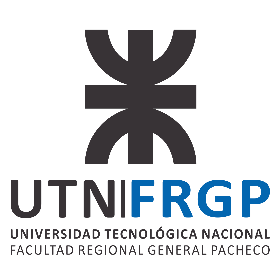 UTN|FRGP
UNIVERSIDAD TECNOLÓGICA NACIONAL
FACULTAD REGIONAL GENERAL PACHECO